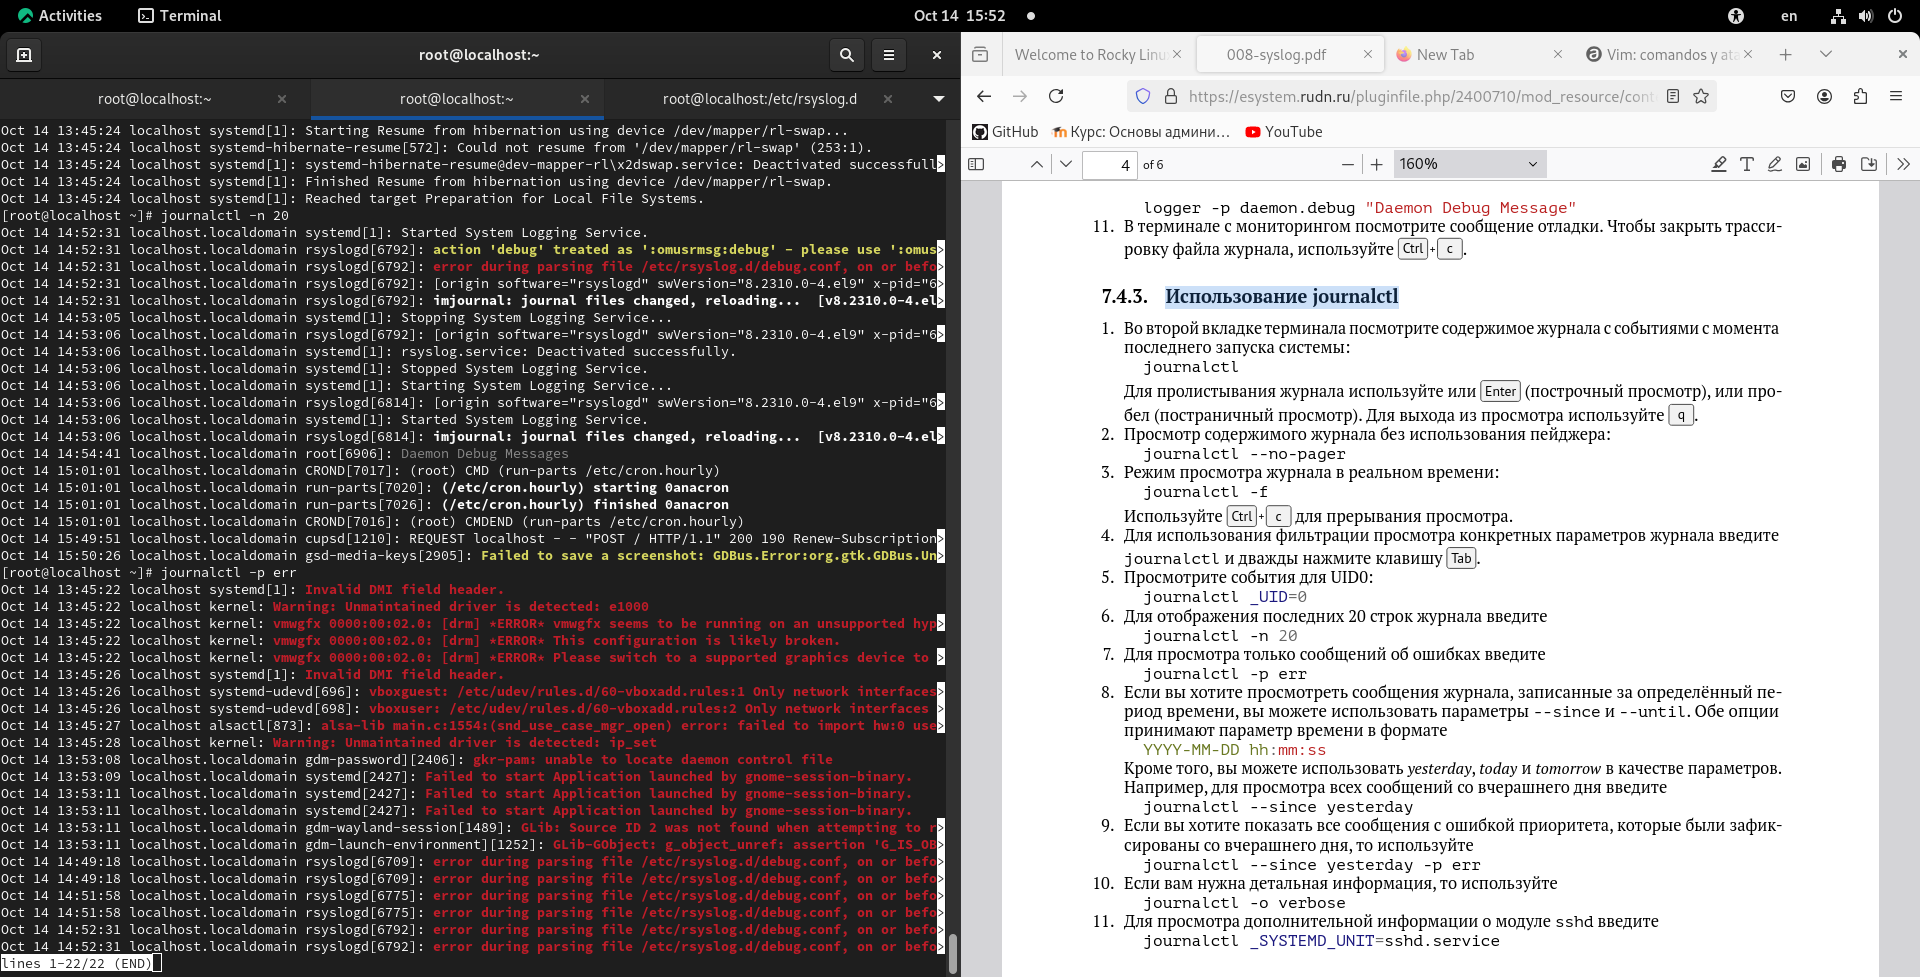 Activities
Terminal
Oct 14 15:52
en
root@localhost:~
root@localhost:~
root@localhost:~
root@localhost:/etc/rsyslog.d
Oct 14 13:45:24 localhost systemd[1]: Starting Resume from hibernation using device /dev/mapper/rl-swap...
Oct 14 13:45:24 localhost systemd-hibernate-resume[572]: Could not resume from '/dev/mapper/rl-swap' (253:1).
Oct 14 13:45:24 localhost systemd[1]: systemd-hibernate-resume@dev-mapper-rl\x2dswap.service: Deactivated successfull>
Oct 14 13:45:24 localhost systemd[1]: Finished Resume from hibernation using device /dev/mapper/rl-swap.
Oct 14 13:45:24 localhost systemd[1]: Reached target Preparation for Local File Systems.
[root@localhost ~]# journalctl -n 20
Oct 14 14:52:31 localhost.localdomain systemd[1]: Started System Logging Service.
Oct 14 14:52:31 localhost.localdomain rsyslogd[6792]: action 'debug' treated as ':omusrmsg:debug' - please use ':omus>
Oct 14 14:52:31 localhost.localdomain rsyslogd[6792]: error during parsing file /etc/rsyslog.d/debug.conf, on or befo>
Oct 14 14:52:31 localhost.localdomain rsyslogd[6792]: [origin software="rsyslogd" swVersion="8.2310.0-4.el9" x-pid="6>
Oct 14 14:52:31 localhost.localdomain rsyslogd[6792]: imjournal: journal files changed, reloading...  [v8.2310.0-4.el>
Oct 14 14:53:05 localhost.localdomain systemd[1]: Stopping System Logging Service...
Oct 14 14:53:06 localhost.localdomain rsyslogd[6792]: [origin software="rsyslogd" swVersion="8.2310.0-4.el9" x-pid="6>
Oct 14 14:53:06 localhost.localdomain systemd[1]: rsyslog.service: Deactivated successfully.
Oct 14 14:53:06 localhost.localdomain systemd[1]: Stopped System Logging Service.
Oct 14 14:53:06 localhost.localdomain systemd[1]: Starting System Logging Service...
Oct 14 14:53:06 localhost.localdomain rsyslogd[6814]: [origin software="rsyslogd" swVersion="8.2310.0-4.el9" x-pid="6>
Oct 14 14:53:06 localhost.localdomain systemd[1]: Started System Logging Service.
Oct 14 14:53:06 localhost.localdomain rsyslogd[6814]: imjournal: journal files changed, reloading...  [v8.2310.0-4.el>
Oct 14 14:54:41 localhost.localdomain root[6906]: Daemon Debug Messages
Oct 14 15:01:01 localhost.localdomain CROND[7017]: (root) CMD (run-parts /etc/cron.hourly)
Oct 14 15:01:01 localhost.localdomain run-parts[7020]: (/etc/cron.hourly) starting 0anacron
Oct 14 15:01:01 localhost.localdomain run-parts[7026]: (/etc/cron.hourly) finished 0anacron
Oct 14 15:01:01 localhost.localdomain CROND[7016]: (root) CMDEND (run-parts /etc/cron.hourly)
Oct 14 15:49:51 localhost.localdomain cupsd[1210]: REQUEST localhost - - "POST / HTTP/1.1" 200 190 Renew-Subscription>
Oct 14 15:50:26 localhost.localdomain gsd-media-keys[2905]: Failed to save a screenshot: GDBus.Error:org.gtk.GDBus.Un>
[root@localhost ~]# journalctl -p err
Oct 14 13:45:22 localhost systemd[1]: Invalid DMI field header.
Oct 14 13:45:22 localhost kernel: Warning: Unmaintained driver is detected: e1000
Oct 14 13:45:22 localhost kernel: vmwgfx 0000:00:02.0: [drm] *ERROR* vmwgfx seems to be running on an unsupported hyp>
Oct 14 13:45:22 localhost kernel: vmwgfx 0000:00:02.0: [drm] *ERROR* This configuration is likely broken.
Oct 14 13:45:22 localhost kernel: vmwgfx 0000:00:02.0: [drm] *ERROR* Please switch to a supported graphics device to >
Oct 14 13:45:26 localhost systemd[1]: Invalid DMI field header.
Oct 14 13:45:26 localhost systemd-udevd[696]: vboxguest: /etc/udev/rules.d/60-vboxadd.rules:1 Only network interfaces>
Oct 14 13:45:26 localhost systemd-udevd[698]: vboxuser: /etc/udev/rules.d/60-vboxadd.rules:2 Only network interfaces >
Oct 14 13:45:27 localhost alsactl[873]: alsa-lib main.c:1554:(snd_use_case_mgr_open) error: failed to import hw:0 use>
Oct 14 13:45:28 localhost kernel: Warning: Unmaintained driver is detected: ip_set
Oct 14 13:53:08 localhost.localdomain gdm-password][2406]: gkr-pam: unable to locate daemon control file
Oct 14 13:53:09 localhost.localdomain systemd[2427]: Failed to start Application launched by gnome-session-binary.
Oct 14 13:53:11 localhost.localdomain systemd[2427]: Failed to start Application launched by gnome-session-binary.
Oct 14 13:53:11 localhost.localdomain systemd[2427]: Failed to start Application launched by gnome-session-binary.
Oct 14 13:53:11 localhost.localdomain gdm-wayland-session[1489]: GLib: Source ID 2 was not found when attempting to r>
Oct 14 13:53:11 localhost.localdomain gdm-launch-environment][1252]: GLib-GObject: g_object_unref: assertion 'G_IS_OB>
Oct 14 14:49:18 localhost.localdomain rsyslogd[6709]: error during parsing file /etc/rsyslog.d/debug.conf, on or befo>
Oct 14 14:49:18 localhost.localdomain rsyslogd[6709]: error during parsing file /etc/rsyslog.d/debug.conf, on or befo>
Oct 14 14:51:58 localhost.localdomain rsyslogd[6775]: error during parsing file /etc/rsyslog.d/debug.conf, on or befo>
Oct 14 14:51:58 localhost.localdomain rsyslogd[6775]: error during parsing file /etc/rsyslog.d/debug.conf, on or befo>
Oct 14 14:52:31 localhost.localdomain rsyslogd[6792]: error during parsing file /etc/rsyslog.d/debug.conf, on or befo>
Oct 14 14:52:31 localhost.localdomain rsyslogd[6792]: error during parsing file /etc/rsyslog.d/debug.conf, on or befo>
lines 1-22/22 (END)
Welcome to Rocky Linu
008-syslog.pdf
New Tab
Vim: comandos y ata
https://esystem.rudn.ru/pluginfile.php/2400710/mod_resource/cont
GitHub
Курс: Основы админи…
YouTube
4 of 6
160%
logger -p daemon.debug "Daemon Debug Message"
11. В терминале с мониторингом посмотрите сообщение отладки. Чтобы закрыть трасси-
ровку файла журнала, используйте Ctrl + c .
7.4.3. Использование journalctl
1. Во второй вкладке терминала посмотрите содержимое журнала с событиями с момента
последнего запуска системы:
journalctl
Для пролистывания журнала используйте или Enter (построчный просмотр), или про-
бел (постраничный просмотр). Для выхода из просмотра используйте q .
2. Просмотр содержимого журнала без использования пейджера:
journalctl --no-pager
3. Режим просмотра журнала в реальном времени:
journalctl -f
Используйте Ctrl + c для прерывания просмотра.
4. Для использования фильтрации просмотра конкретных параметров журнала введите
journalctl и дважды нажмите клавишу Tab .
5. Просмотрите события для UID0:
journalctl _UID=0
6. Для отображения последних 20 строк журнала введите
journalctl -n 20
7. Для просмотра только сообщений об ошибках введите
journalctl -p err
8. Если вы хотите просмотреть сообщения журнала, записанные за определённый пе-
риод времени, вы можете использовать параметры --since и --until. Обе опции
принимают параметр времени в формате
YYYY-MM-DD hh:mm:ss
Кроме того, вы можете использовать yesterday, today и tomorrow в качестве параметров.
Например, для просмотра всех сообщений со вчерашнего дня введите
journalctl --since yesterday
9. Если вы хотите показать все сообщения с ошибкой приоритета, которые были зафик-
сированы со вчерашнего дня, то используйте
journalctl --since yesterday -p err
10. Если вам нужна детальная информация, то используйте
journalctl -o verbose
11. Для просмотра дополнительной информации о модуле sshd введите
journalctl _SYSTEMD_UNIT=sshd.service